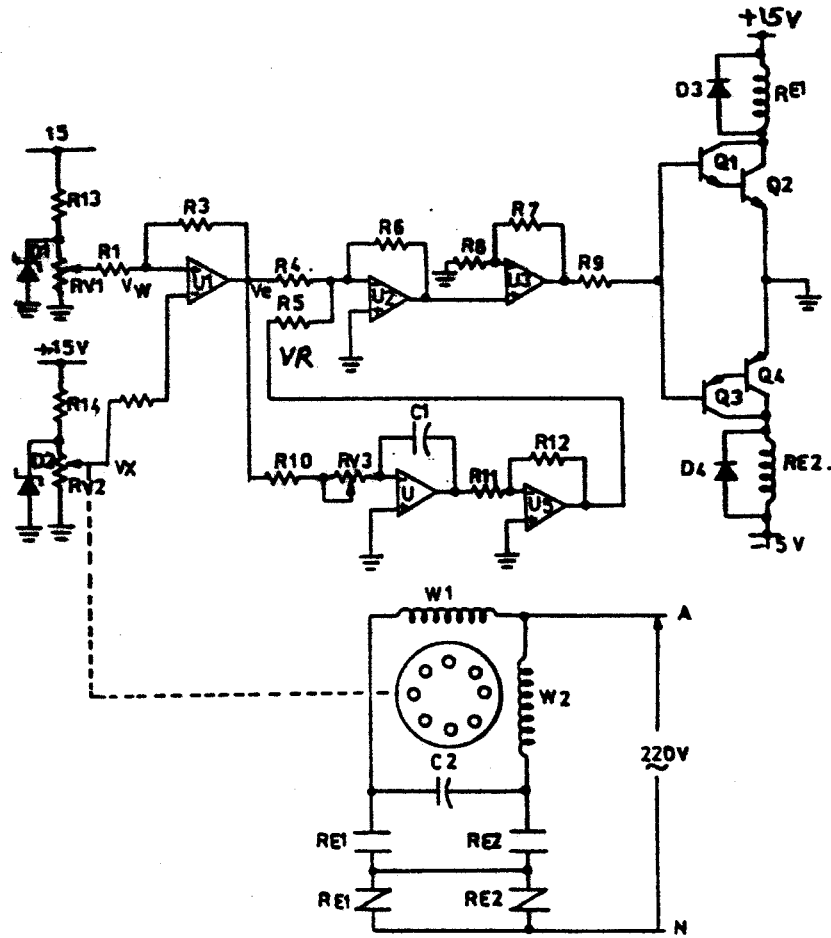 +15V
D3
RE1
15
Q1
Q2
R13
R3
R6
R7
D1
R1
U1
R4
R8
U3
R9
RV1
VW
Ve
U2
R5
+15V
VR
R14
C1
Q4
Q3
D2
VX
R12
RV2
R10
RV3
R11
D4
RE2.
U
U5
5V
W1
A
W2
220V
C2
RE1
RE2
RE1
RE2
N